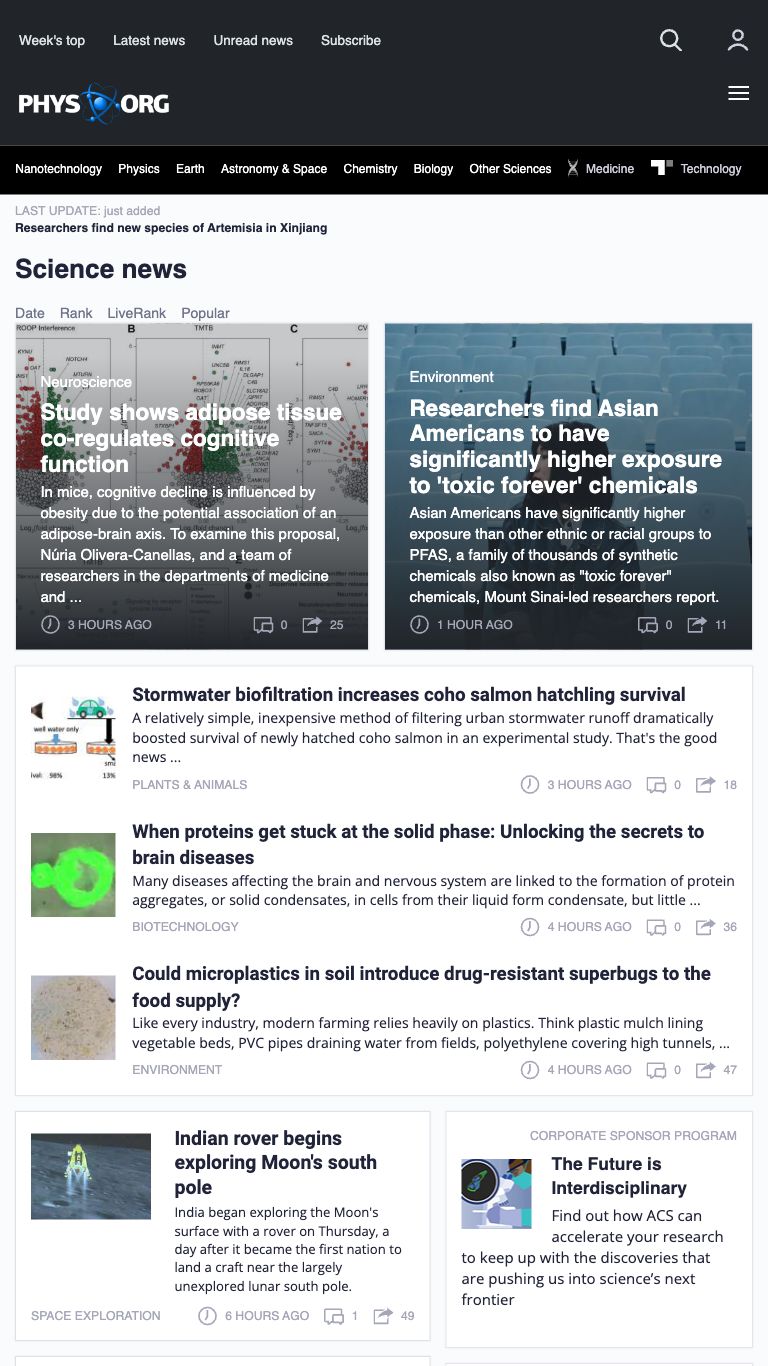 Week's top Latest news Unread news Subscribe
PHYS ORG
Nanotechnology Physics Earth Astronomy & Space Chemistry Biology Other Sciences Medicine Technology
LAST UPDATE: just added
Researchers find new species of Artemisia in Xinjiang
Science news
Date Rank LiveRank Popular
ROOP Interference B TMTB C CV
Neuroscience
Study shows adipose tissue
co-regulates cognitive
function
In mice, cognitive decline is influenced by
obesity due to the potential association of an
adipose-brain axis. To examine this proposal,
Núria Olivera-Canellas, and a team of
researchers in the departments of medicine
and ...
3 HOURS AGO 0 25
Environment
Researchers find Asian
Americans to have
significantly higher exposure
to 'toxic forever' chemicals
Asian Americans have significantly higher
exposure than other ethnic or racial groups to
PFAS, a family of thousands of synthetic
chemicals also known as "toxic forever"
chemicals, Mount Sinai-led researchers report.
1 HOUR AGO 0 11
well water only
ival: 98% 13%
Stormwater biofiltration increases coho salmon hatchling survival
A relatively simple, inexpensive method of filtering urban stormwater runoff dramatically
boosted survival of newly hatched coho salmon in an experimental study. That's the good
news ...
PLANTS & ANIMALS 3 HOURS AGO 0 18
When proteins get stuck at the solid phase: Unlocking the secrets to
brain diseases
Many diseases affecting the brain and nervous system are linked to the formation of protein
aggregates, or solid condensates, in cells from their liquid form condensate, but little ...
BIOTECHNOLOGY 4 HOURS AGO 0 36
Could microplastics in soil introduce drug-resistant superbugs to the
food supply?
Like every industry, modern farming relies heavily on plastics. Think plastic mulch lining
vegetable beds, PVC pipes draining water from fields, polyethylene covering high tunnels, ...
ENVIRONMENT 4 HOURS AGO 0 47
Indian rover begins
exploring Moon's south
pole
India began exploring the Moon's
surface with a rover on Thursday, a
day after it became the first nation to
land a craft near the largely
unexplored lunar south pole.
SPACE EXPLORATION 6 HOURS AGO 1 49
CORPORATE SPONSOR PROGRAM
The Future is
Interdisciplinary
Find out how ACS can
accelerate your research
to keep up with the discoveries that
are pushing us into science’s next
frontier